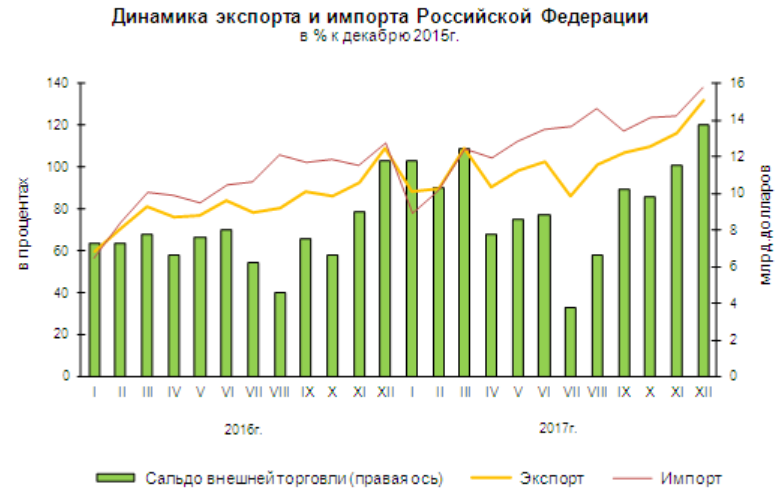 Динамика экспорта и импорта Российской Федерации
в % к декабрю 2015г.
140 16
120 14
100 12
80 10
60 8
40 6
20 4
0 2
0
в процентах
млрд долларов
I II III IV V VI VII VIII IX X XI XII I II III IV V VI VII VIII IX X XI XII
2016г. 2017г.
Сальдо внешней торговли (правая ось) Экспорт Импорт